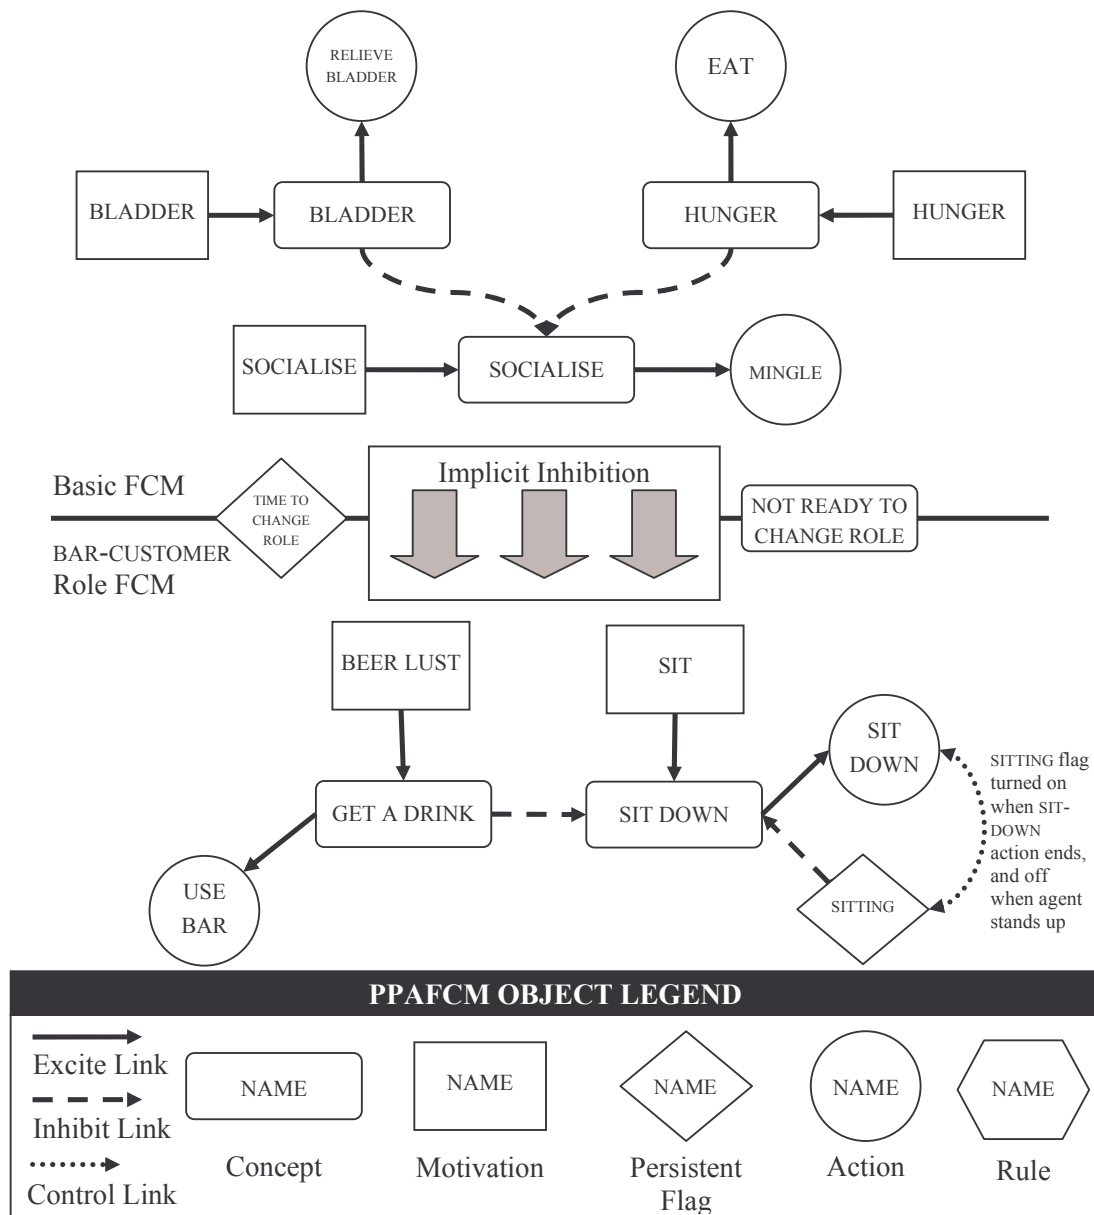 RELIEVE
BLADDER
EAT
BLADDER
BLADDER
HUNGER
HUNGER
SOCIALISE
SOCIALISE
MINGLE
Basic FCM
TIME TO
CHANGE
ROLE
Implicit Inhibition
NOT READY TO
CHANGE ROLE
BAR-CUSTOMER
Role FCM
BEER LUST
SIT
SIT
DOWN
GET A DRINK
SIT DOWN
SITTING flag
turned on
when SIT-
DOWN
action ends,
and off
when agent
stands up
USE
BAR
SITTING
PPAFCM OBJECT LEGEND
Excite Link
Inhibit Link
Control Link
NAME
Concept
NAME
Motivation
NAME
Persistent
Flag
NAME
Action
NAME
Rule